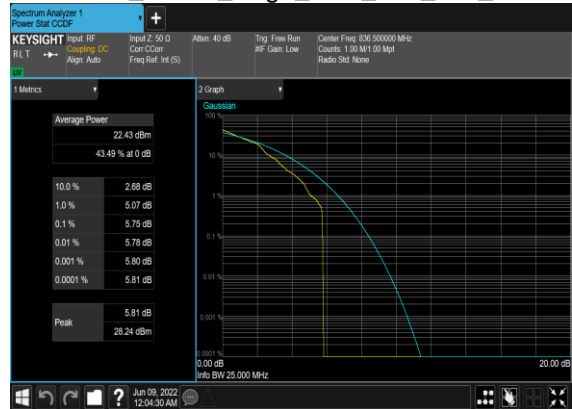 Spectrum Analyzer 1
Power Stat CCDF
+
KEYSIGHT
RLT
Input: RF
Coupling: DC
Align: Auto
Input Z: 50 Ω
Corr CCorr
Freq Ref: Int (S)
Atten: 40 dB
Trig: Free Run
#IF Gain: Low
Center Freq: 836.500000 MHz
Counts: 1.00 M/1.00 Mpt
Radio Std: None
1 Metrics
Average Power
22.43 dBm
43.49 % at 0 dB
10.0 % 2.68 dB
1.0 % 5.07 dB
0.1 % 5.75 dB
0.01 % 5.78 dB
0.001 % 5.80 dB
0.0001 % 5.81 dB
Peak
5.81 dB
28.24 dBm
2 Graph
Gaussian
100 %
10 %
1 %
0.1 %
0.01 %
0.001 %
0.0001 %
0.00 dB 20.00 dB
Info BW 25.000 MHz
?
Jun 09, 2022
12:04:30 AM